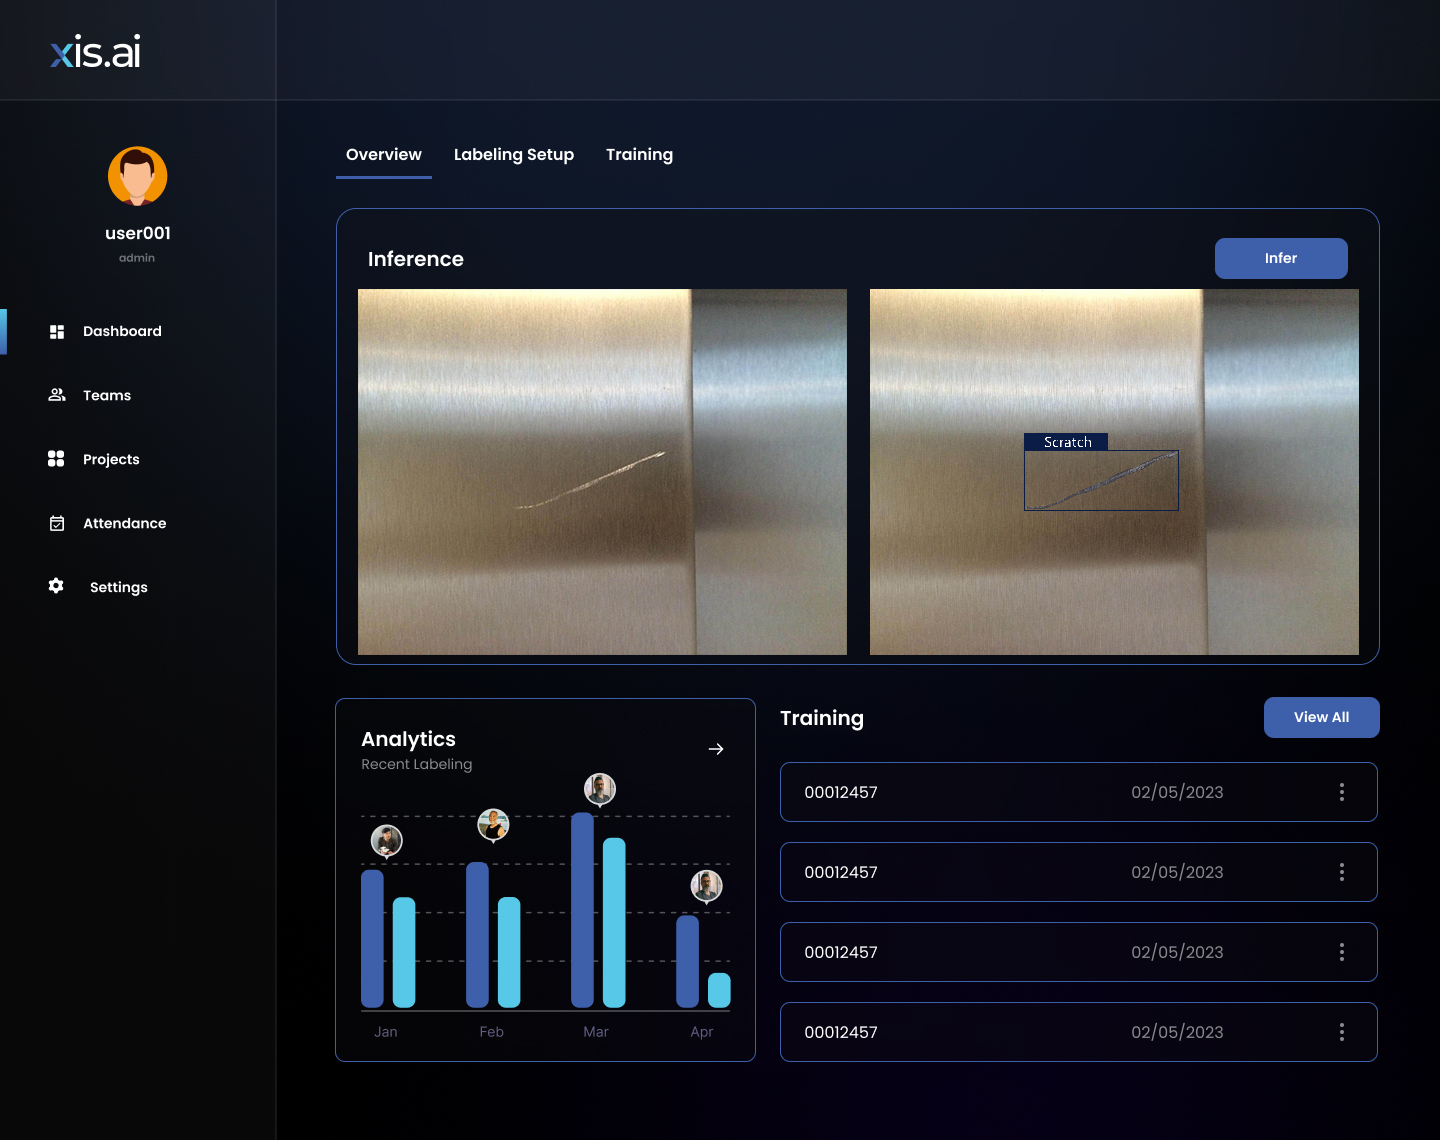 xis.ai
user001
admin
Dashboard
Teams
Projects
Attendance
Settings
Overview
Labeling Setup
Training
Inference
Infer
Scratch
Analytics
Recent Labeling
Jan
Feb
Mar
Apr
Training
View All
00012457
02/05/2023
00012457
02/05/2023
00012457
02/05/2023
00012457
02/05/2023